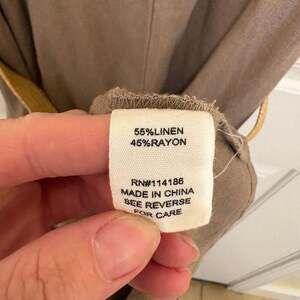 55%LINEN
45%RAYON
RN#114186
MADE IN CHINA
SEE REVERSE
FOR CARE